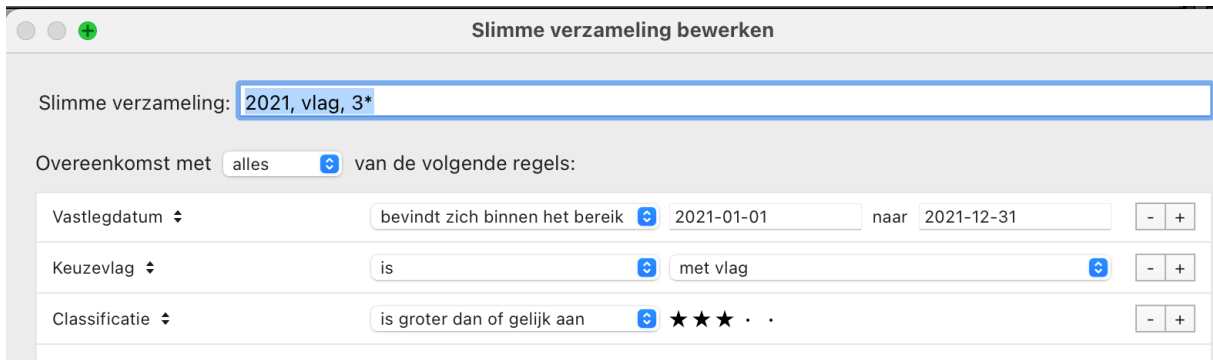 Slimme verzameling bewerken
Slimme verzameling: 2021, vlag, 3*
Overeenkomst met alles van de volgende regels:
Vastlegdatum bevindt zich binnen het bereik 2021-01-01 naar 2021-12-31 - +
Keuzevlag is met vlag - +
Classificatie is groter dan of gelijk aan ★★★ · · - +